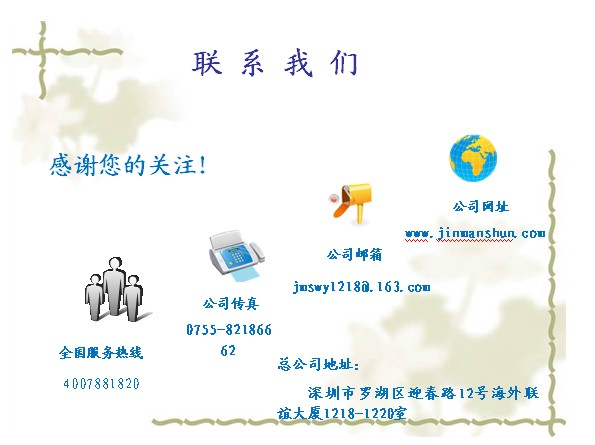 联系我们
感谢您的关注!
公司网址
www.jinmanshun.com
公司邮箱
jmswy1218@.163.com
公司传真
0755-821866
62
全国服务热线
4007881820
总公司地址:
深圳市罗湖区迎春路12号海外联
谊大厦1218-1220室